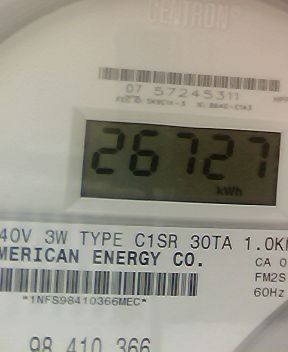 CENTRON
07 57245311
26727
kWh
40V 3W TYPE C1SR 30TA 1.0K
MERICAN ENERGY CO.
CA 0
FM2S
60Hz
*1NFS98410366MEC*
98 410 366